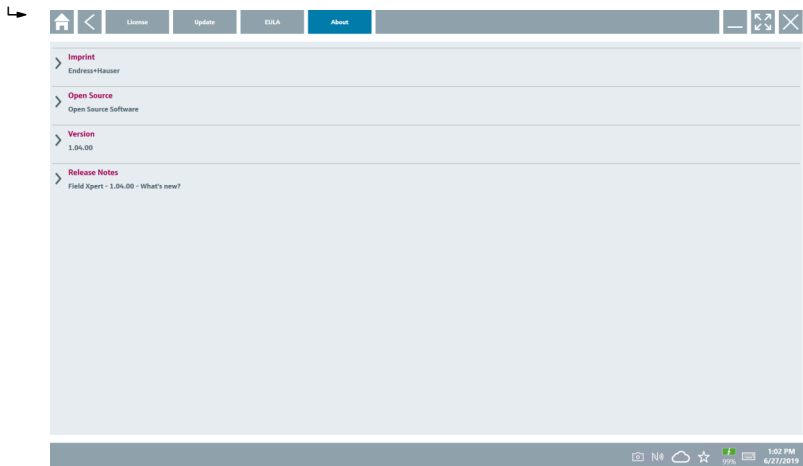 License Update EULA About
Imprint
Endress+Hauser
Open Source
Open Source Software
Version
1.04.00
Release Notes
Field Xpert - 1.04.00 - What's new?
N
99%
1:02 PM
6/27/2019